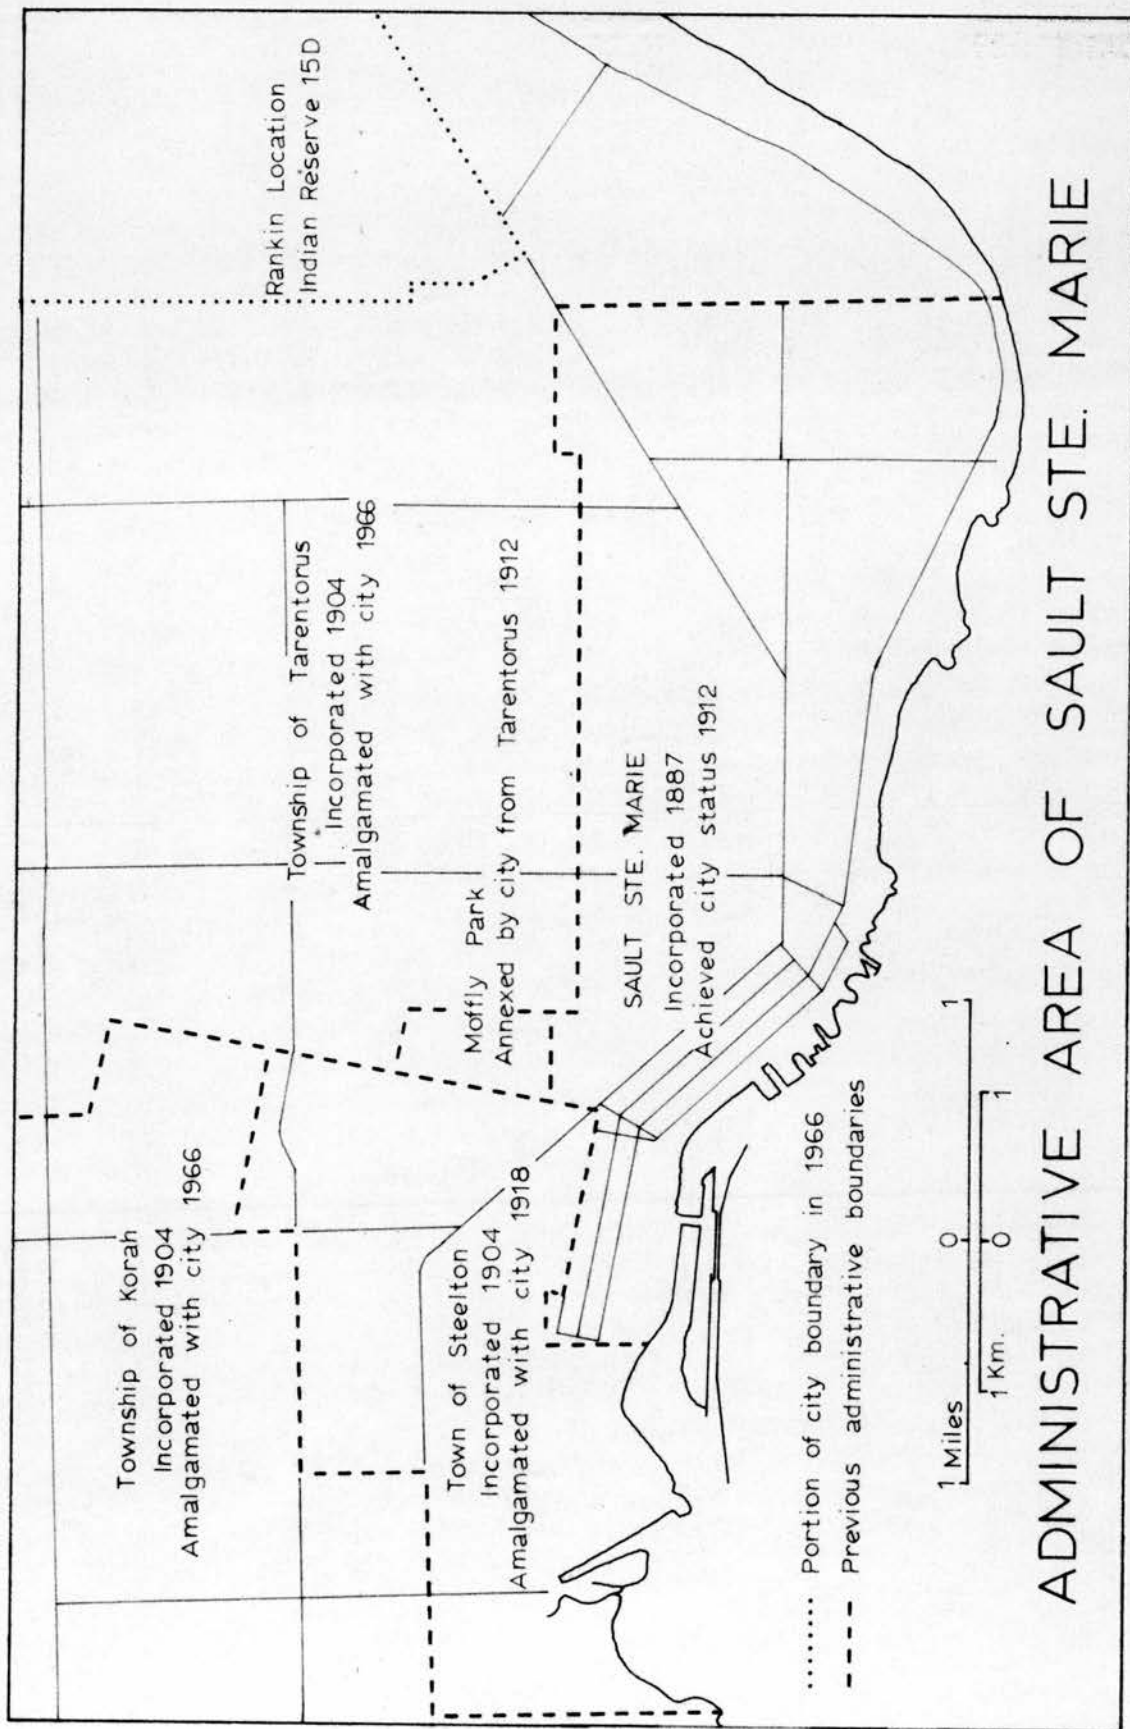 Township of Korah
Incorporated 1904
Amalgamated with city 1966
Township of Tarentorus
Incorporated 1904
Amalgamated with city 1966
Rankin Location
Indian Reserve 15D
Moffly Park
Annexed by city from Tarentorus 1912
Town of Steelton
Incorporated 1904
Amalgamated with city 1918
SAULT STE. MARIE
Incorporated 1887
Achieved city status 1912
Portion of city boundary in 1966
Previous administrative boundaries
1 Miles 0 1
1 Km. 0 1
ADMINISTRATIVE AREA OF SAULT STE. MARIE